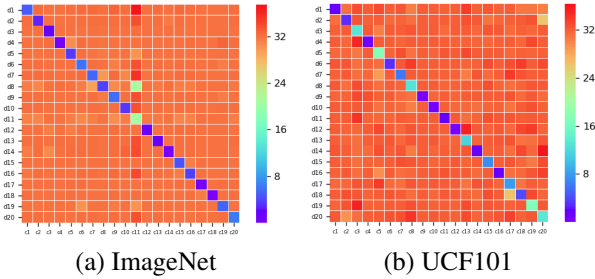 d1
d2
d3
d4
d5
d6
d7
d8
d9
d10
d11
d12
d13
d14
d15
d16
d17
d18
d19
d20
c1 c2 c3 c4 c5 c6 c7 c8 c9 c10 c11 c12 c13 c14 c15 c16 c17 c18 c19 c20
32
24
16
8
(a) ImageNet
d1
d2
d3
d4
d5
d6
d7
d8
d9
d10
d11
d12
d13
d14
d15
d16
d17
d18
d19
d20
c1 c2 c3 c4 c5 c6 c7 c8 c9 c10 c11 c12 c13 c14 c15 c16 c17 c18 c19 c20
32
24
16
8
(b) UCF101